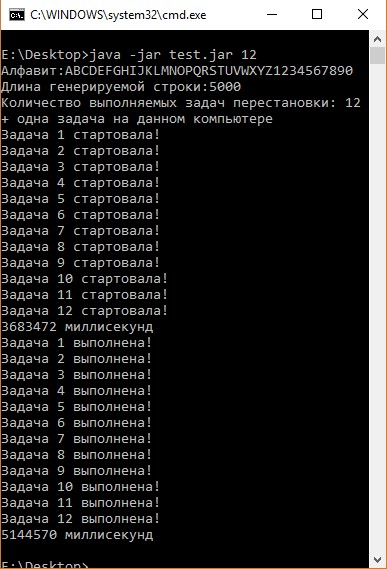 C:\WINDOWS\system32\cmd.exe
E:\Desktop>java -jar test.jar 12
Алфавит:ABCDEFGHIJKLMNOPQRSTUVWXYZ1234567890
Длина генерируемой строки:5000
Количество выполняемых задач перестановки: 12
+ одна задача на данном компьютере
Задача 1 стартовала!
Задача 2 стартовала!
Задача 3 стартовала!
Задача 4 стартовала!
Задача 5 стартовала!
Задача 6 стартовала!
Задача 7 стартовала!
Задача 8 стартовала!
Задача 9 стартовала!
Задача 10 стартовала!
Задача 11 стартовала!
Задача 12 стартовала!
3683472 миллисекунд
Задача 1 выполнена!
Задача 2 выполнена!
Задача 3 выполнена!
Задача 4 выполнена!
Задача 5 выполнена!
Задача 6 выполнена!
Задача 7 выполнена!
Задача 8 выполнена!
Задача 9 выполнена!
Задача 10 выполнена!
Задача 11 выполнена!
Задача 12 выполнена!
5144570 миллисекунд
E:\Desktop>